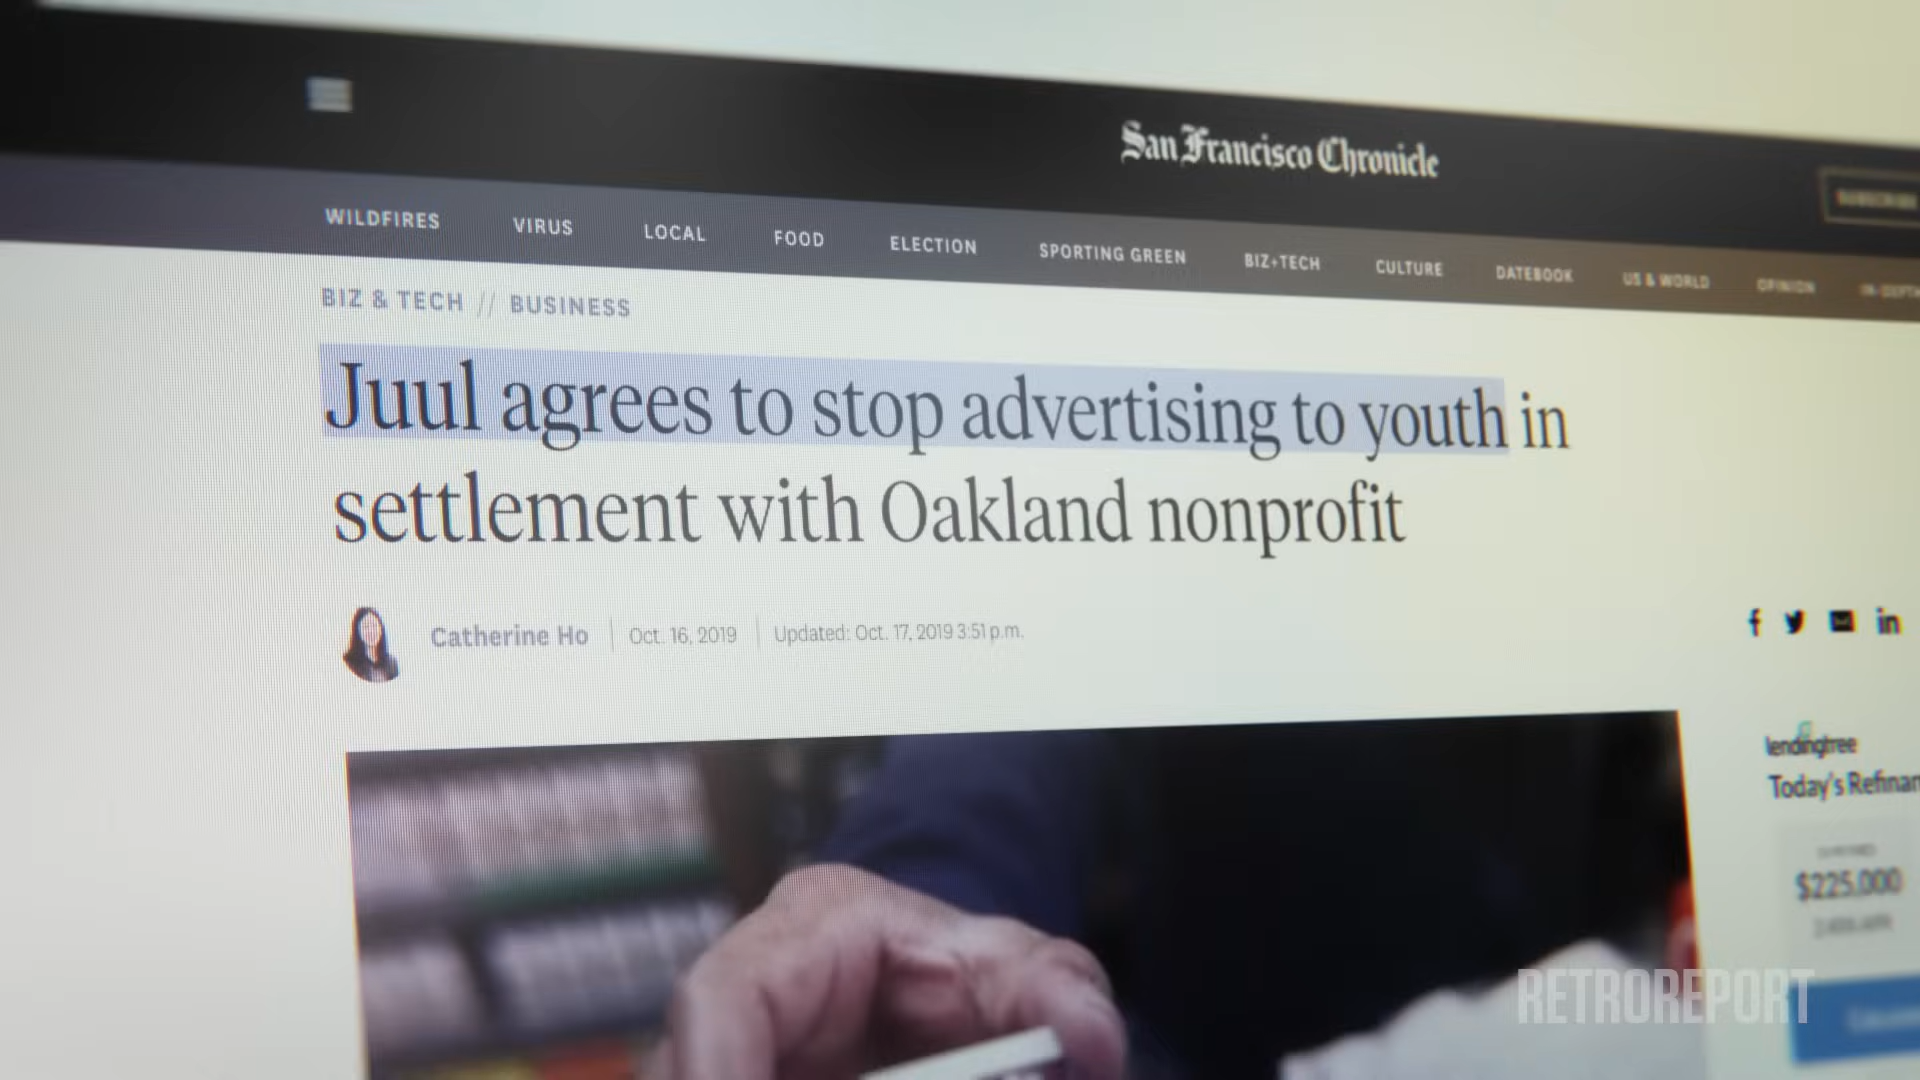 San Francisco Chronicle
WILDFIRES VIRUS LOCAL FOOD ELECTION SPORTING GREEN BIZ+TECH CULTURE DATEBOOK US & WORLD OPINION
BIZ & TECH // BUSINESS
Juul agrees to stop advertising to youth in
settlement with Oakland nonprofit
Catherine Ho Oct. 16, 2019 Updated: Oct. 17, 2019 3:51 p.m.
lendingtree
Today's Refinan
$225,000
RETROREPORT